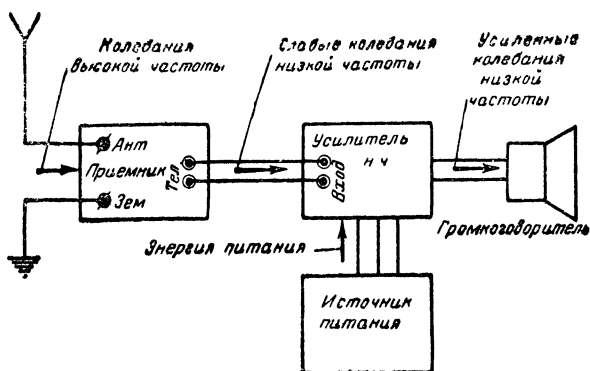 Колебания
высокой частоты
Слабые колебания
низкой частоты
Усиленные
колебания
низкой
частоты
Ант
Приемник
Зем
Тел
Усилитель
н ч
Вход
Громкоговоритель
Энергия питания
Источник
питания